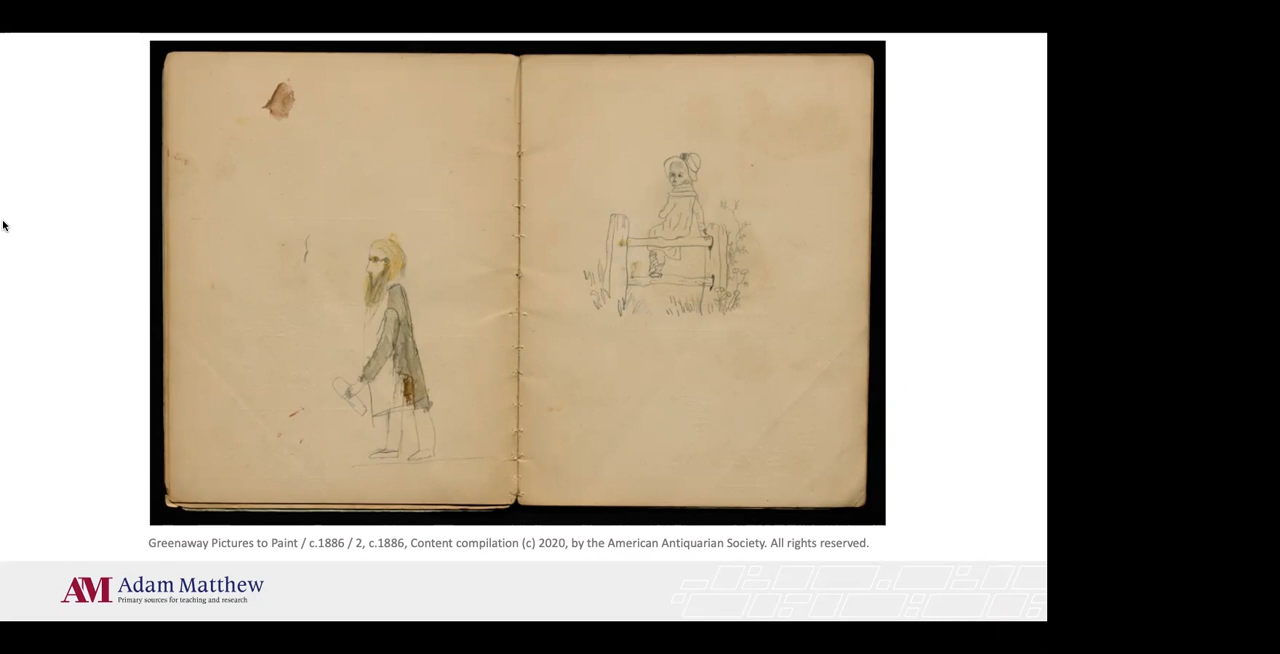 Greenaway Pictures to Paint / c.1886 / 2, c.1886, Content compilation (c) 2020, by the American Antiquarian Society. All rights reserved.
AM Adam Matthew
Primary sources for teaching and research